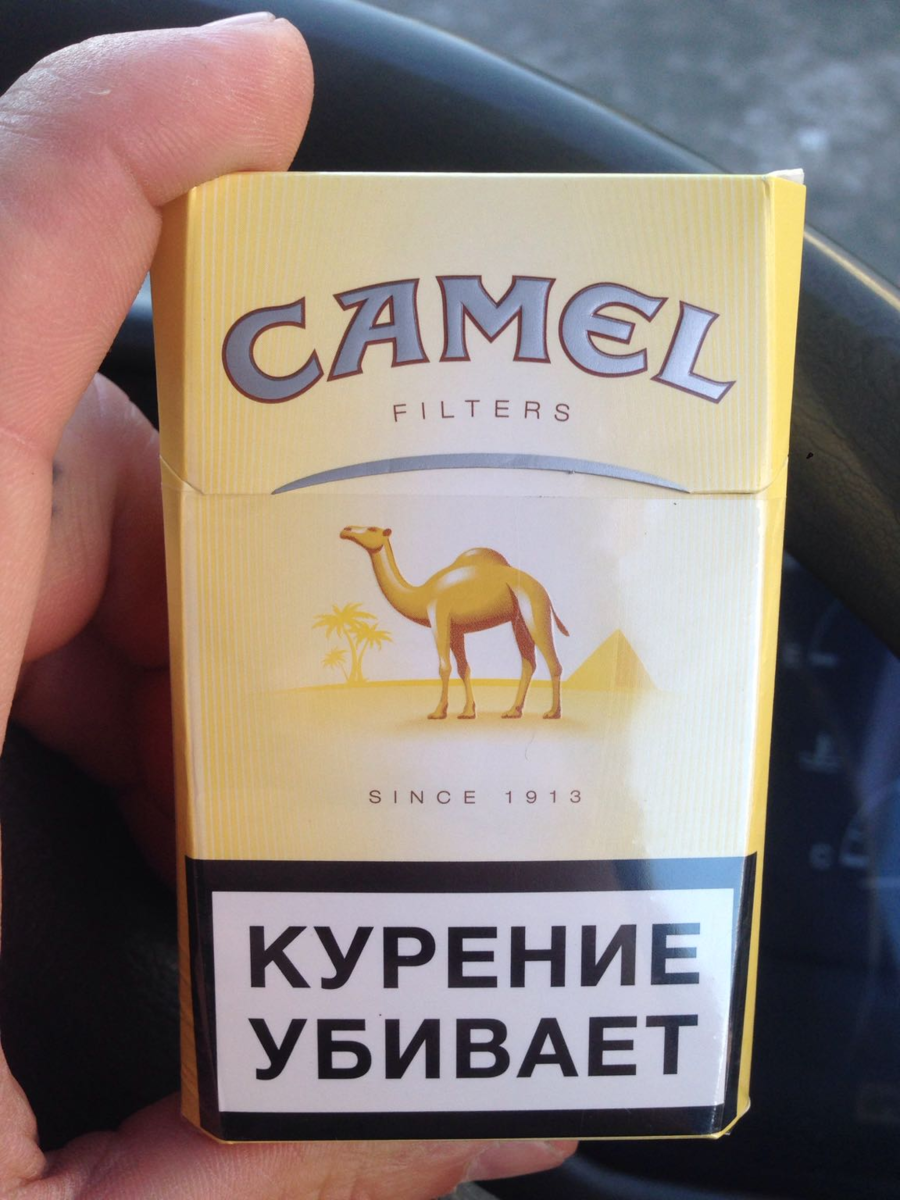 CAMEL
FILTERS
SINCE 1913
КУРЕНИЕ
УБИВАЕТ